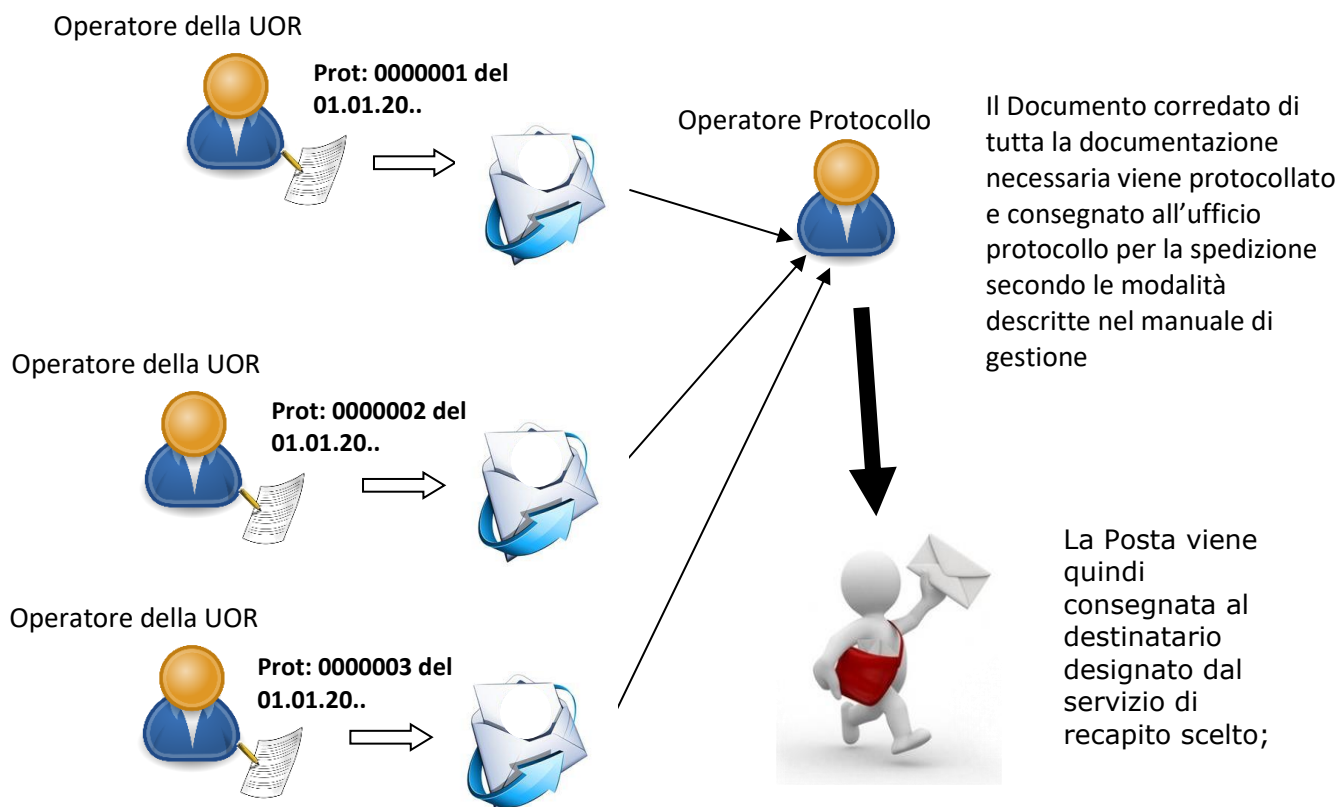 Operatore della UOR
Prot: 0000001 del
01.01.20..
Operatore Protocollo
Il Documento corredato di
tutta la documentazione
necessaria viene protocollato
e consegnato all’ufficio
protocollo per la spedizione
secondo le modalità
descritte nel manuale di
gestione
Operatore della UOR
Prot: 0000002 del
01.01.20..
La Posta viene
quindi
consegnata al
destinatario
designato dal
servizio di
recapito scelto;
Operatore della UOR
Prot: 0000003 del
01.01.20..